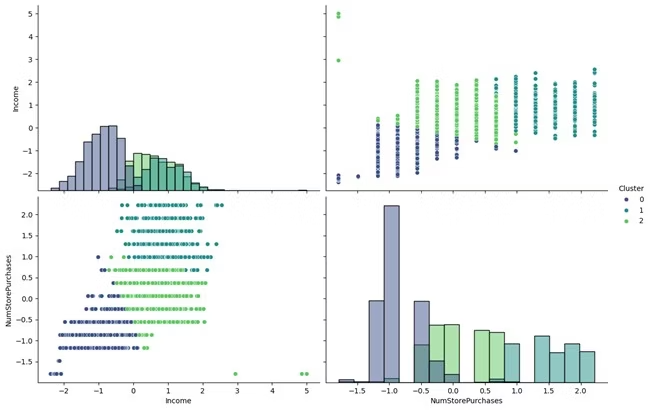 5
4
3
2
1
0
−1
−2
Income
Cluster
0
1
2
2.0
1.5
1.0
0.5
0.0
−0.5
−1.0
−1.5
NumStorePurchases
−2 −1 0 1 2 3 4 5
Income
−1.5 −1.0 −0.5 0.0 0.5 1.0 1.5 2.0
NumStorePurchases